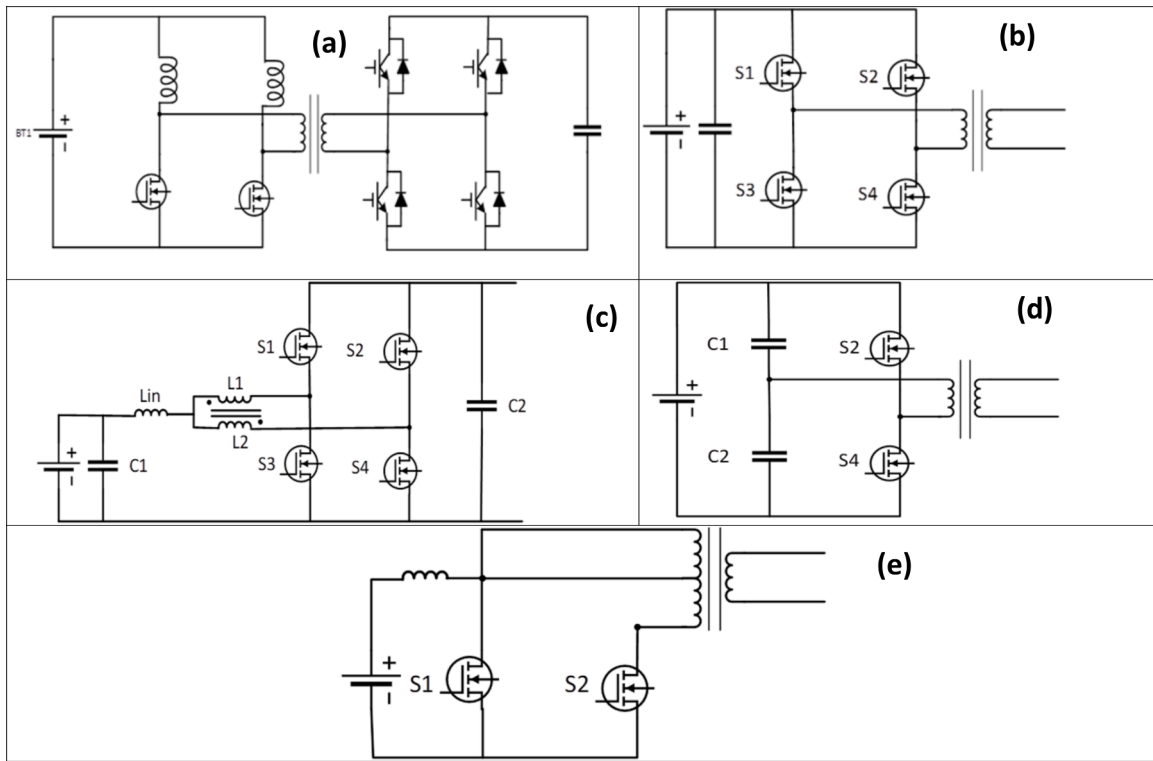 (a)
BT1
+
-
(b)
S1
S2
+
-
S3
S4
(c)
S1
S2
L1
Lin
C2
L2
+
-
C1
S3
S4
(d)
C1
S2
+
-
C2
S4
(e)
+
-
S1
S2